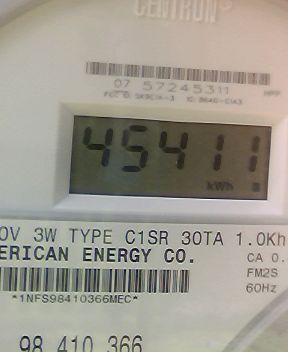 CENTRON®
07 57245311
45411
kWh
0V 3W TYPE C1SR 30TA 1.0Kh
ERICAN ENERGY CO.
CA 0.
FM2S
60Hz
*1NFS98410366MEC*
98 410 366